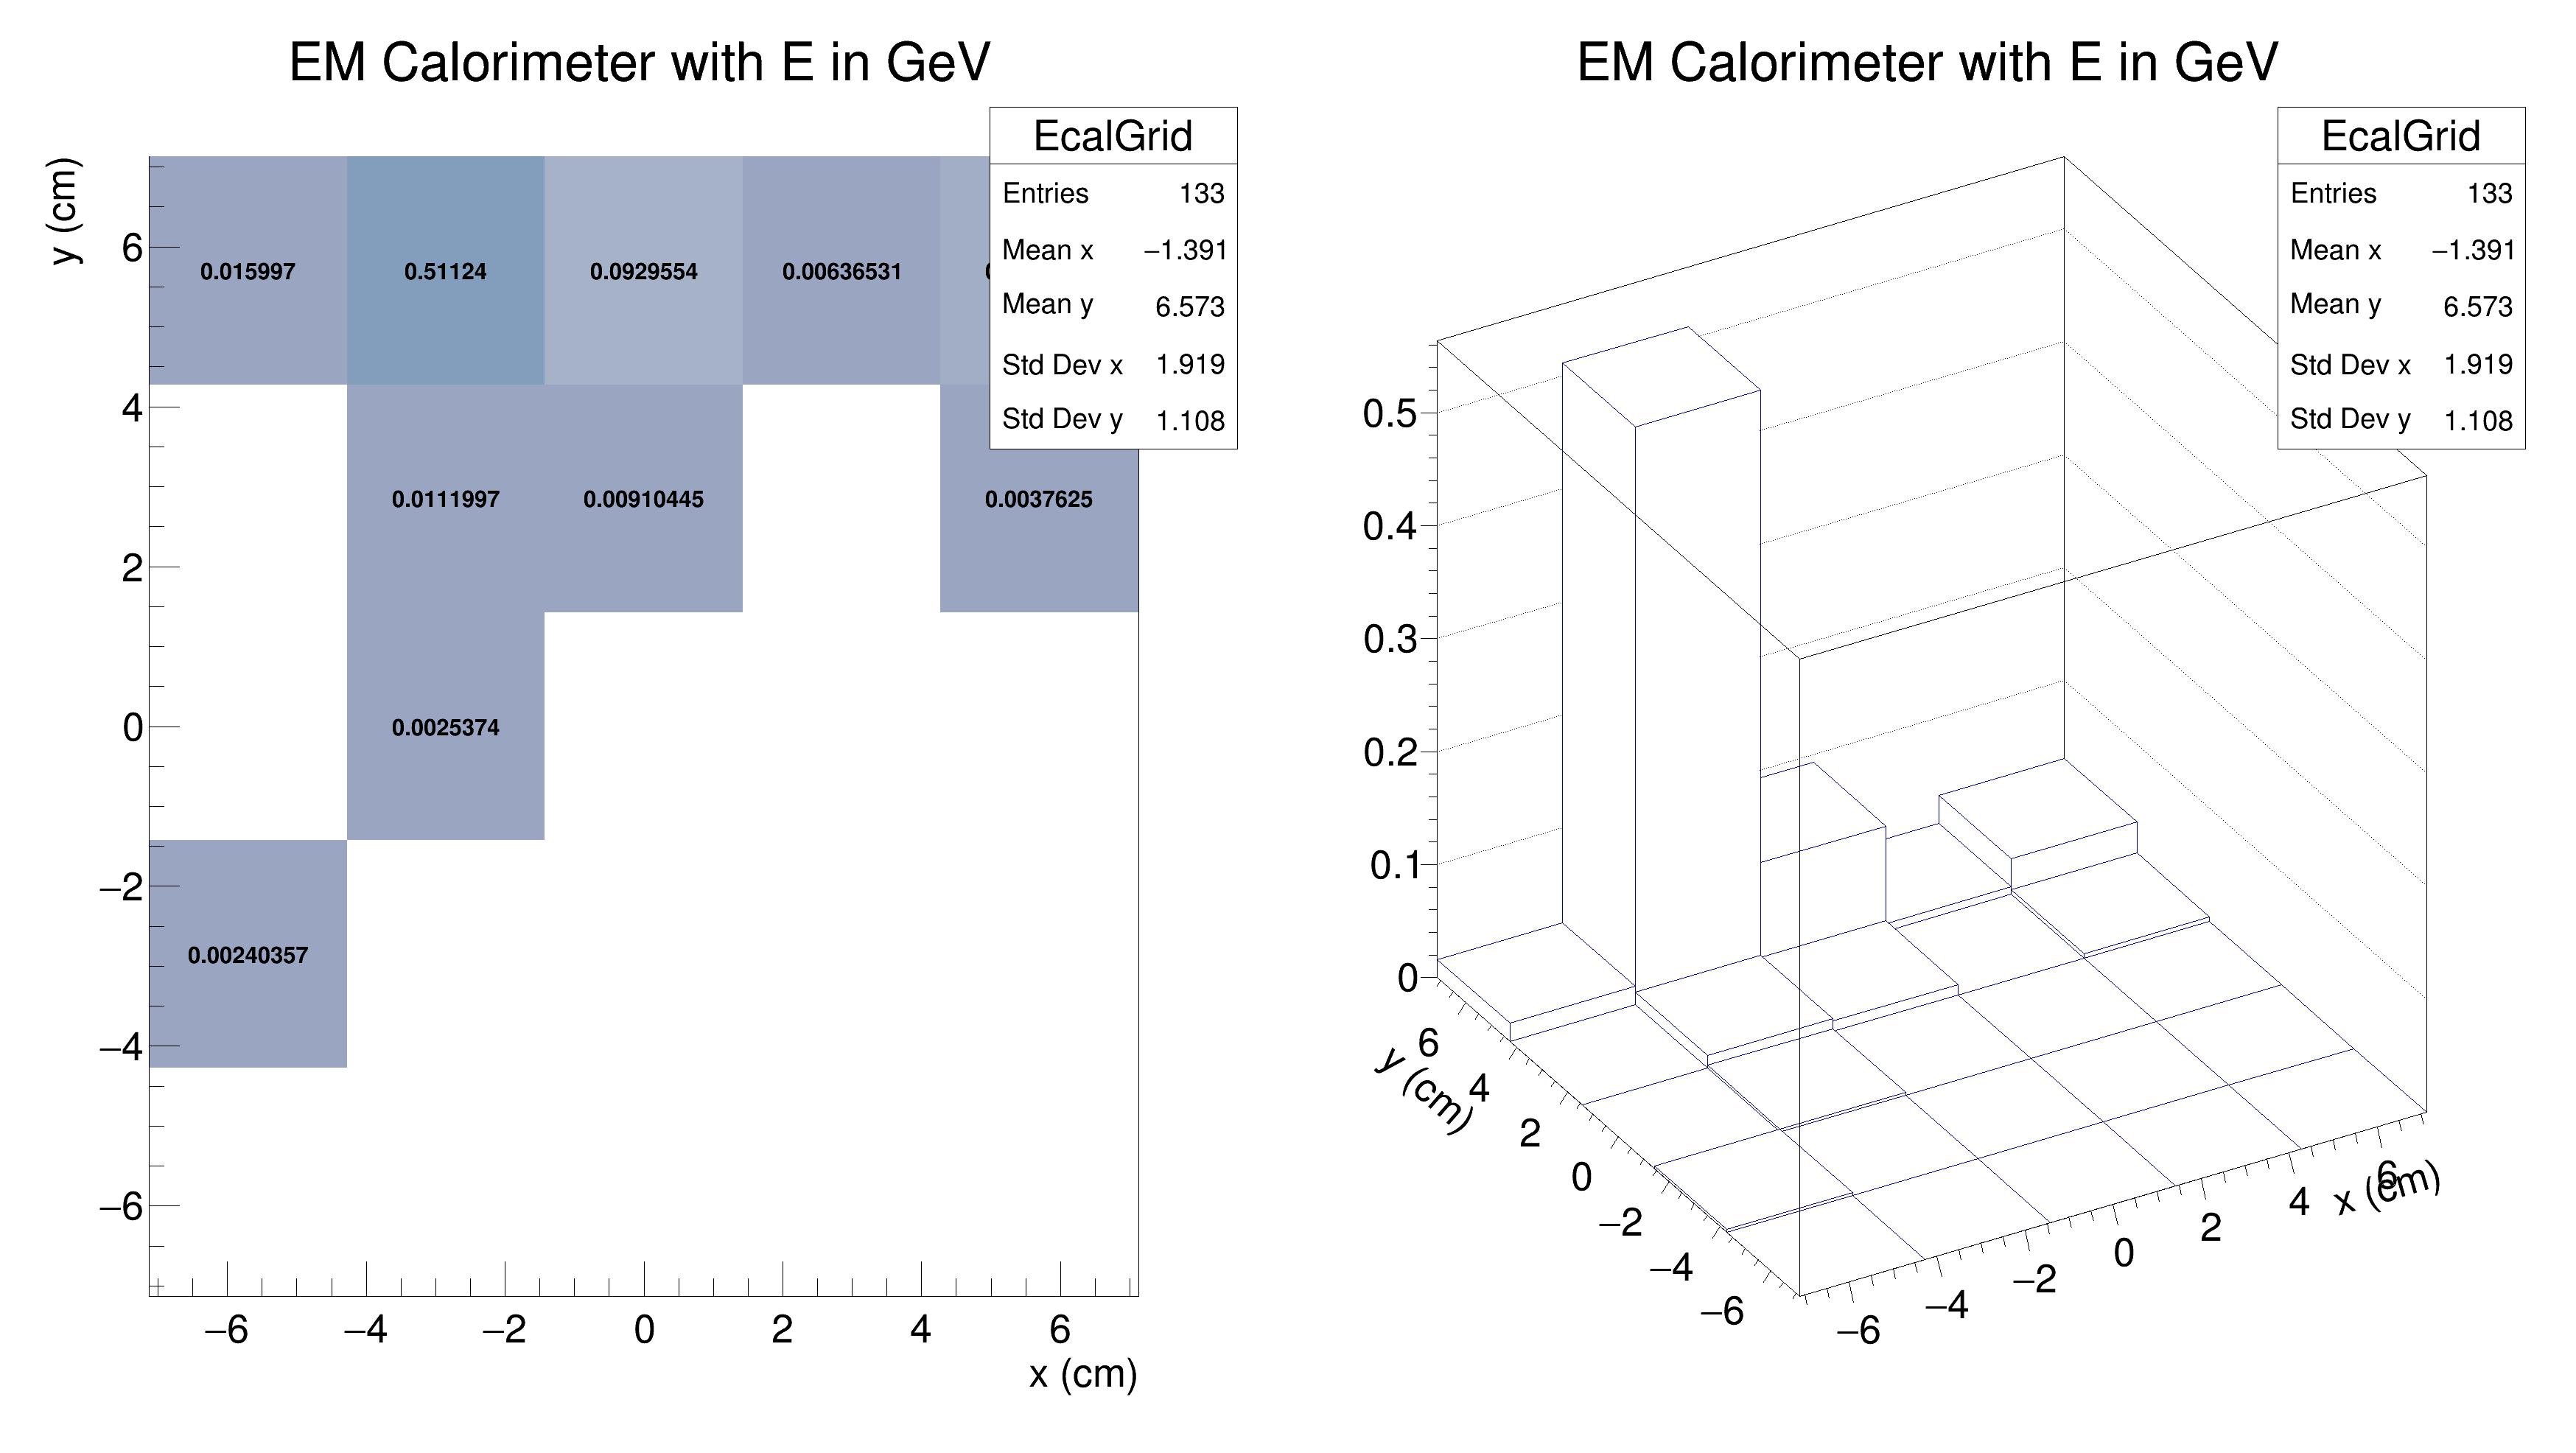 EM Calorimeter with E in GeV
EcalGrid
Entries 133
Mean x −1.391
Mean y 6.573
Std Dev x 1.919
Std Dev y 1.108
y (cm)
6
4
2
0
−2
−4
−6
0.015997 0.51124 0.0929554 0.00636531
0.0111997 0.00910445 0.0037625
0.0025374
0.00240357
−6 −4 −2 0 2 4 6
x (cm)
EM Calorimeter with E in GeV
EcalGrid
Entries 133
Mean x −1.391
Mean y 6.573
Std Dev x 1.919
Std Dev y 1.108
0.5
0.4
0.3
0.2
0.1
0
y (cm)
6
4
2
0
−2
−4
−6
−6 −4 −2 0 2 4 6
x (cm)